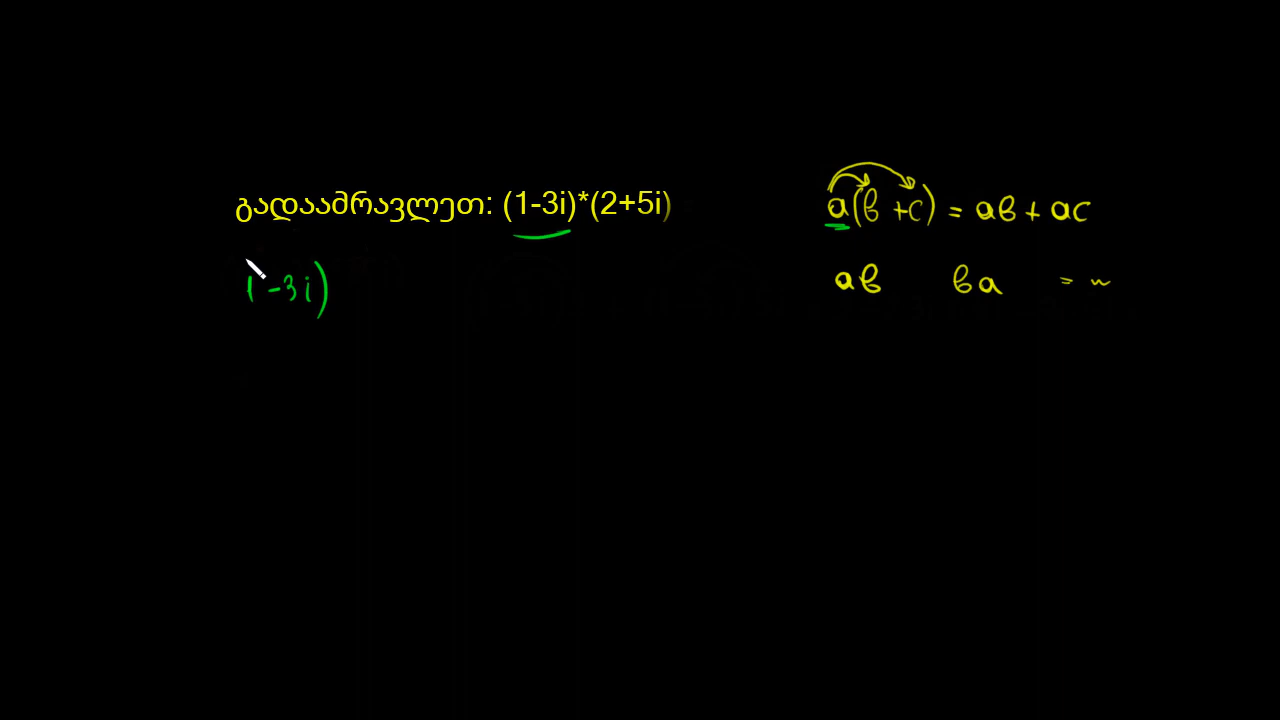 გადაამრავლეთ: (1-3i)*(2+5i)
a(b+c) = ab + ac
1-3i)
ab ba = ~